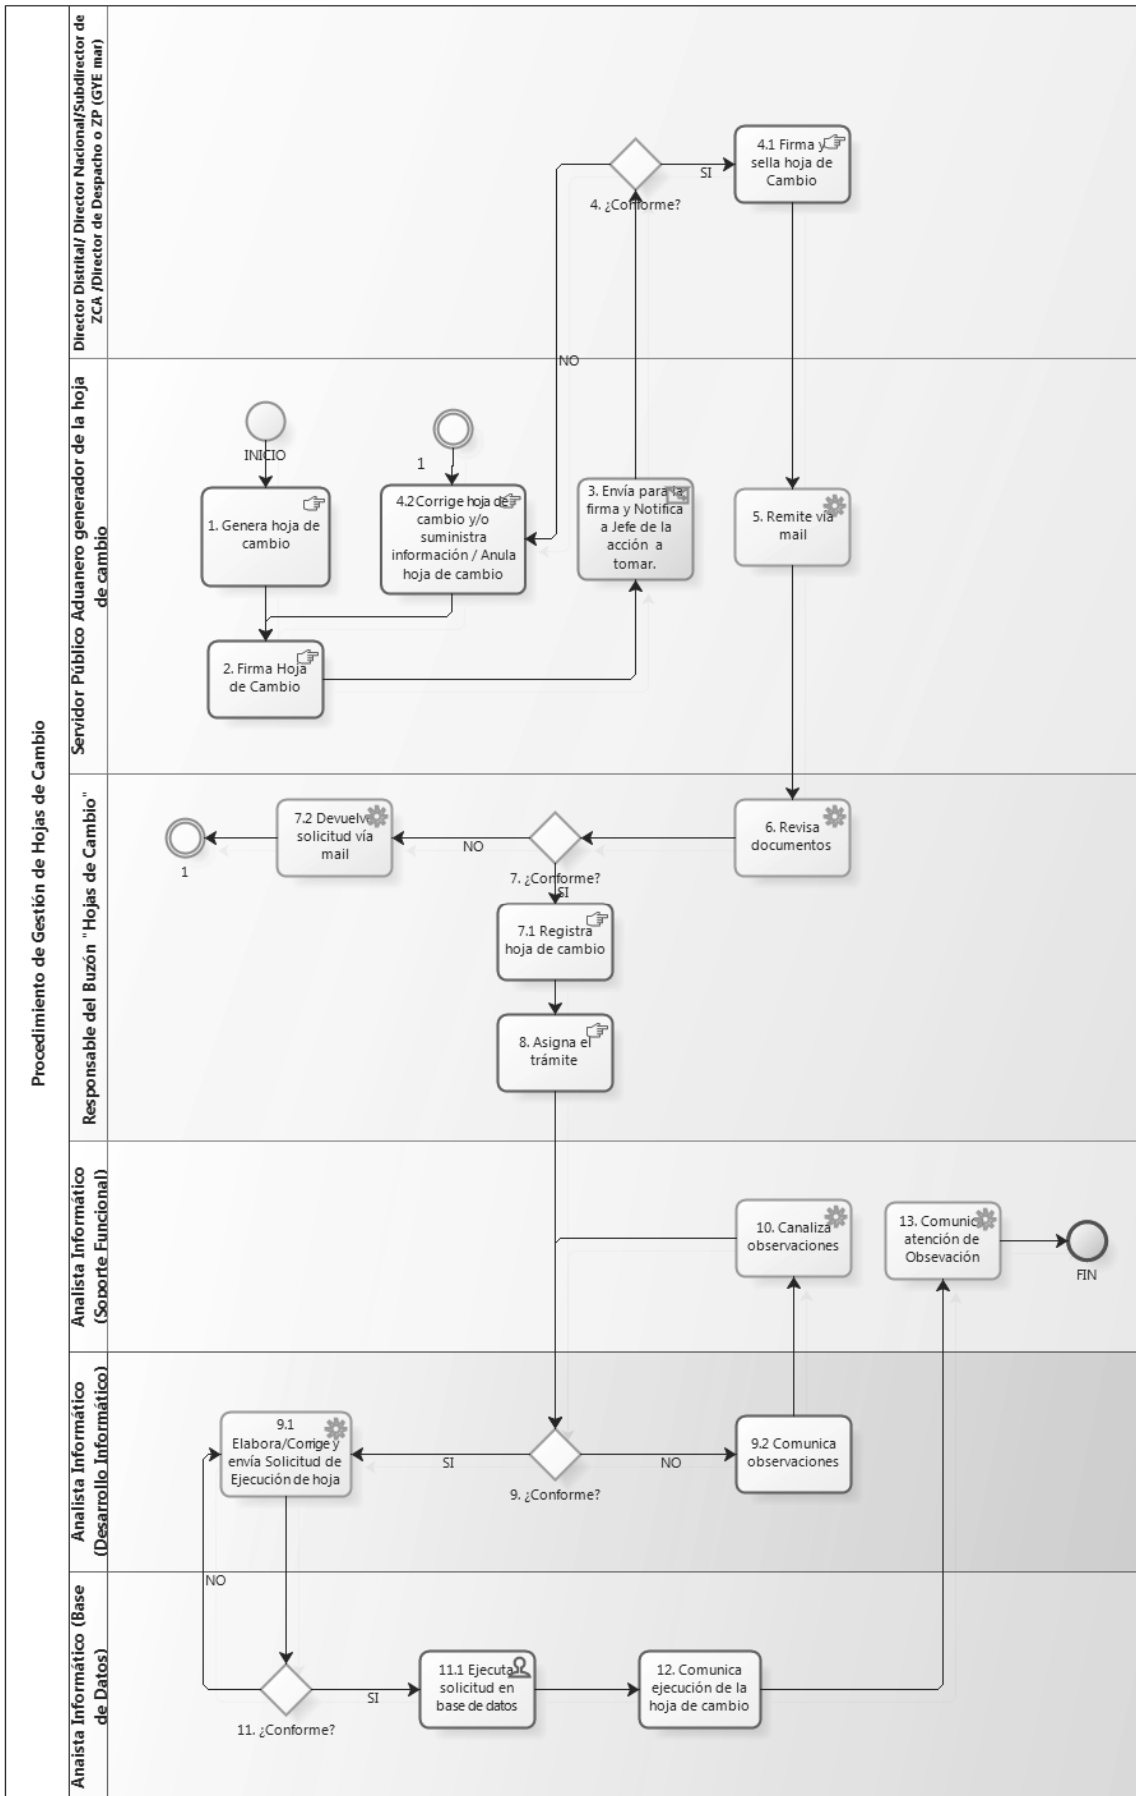 Procedimiento de Gestión de Hojas de Cambio
Director Distrital/ Director Nacional/Subdirector de
ZCA /Director de Despacho o ZP (GYE mar)
4. ¿Conforme?
SI
4.1 Firma y
sella hoja de
Cambio
NO
Servidor Público Aduanero generador de la hoja
de cambio
INICIO
1. Genera hoja de
cambio
1
4.2Corrige hoja de
cambio y/o
suministra
información / Anula
hoja de cambio
3. Envía para la
firma y Notifica
a Jefe de la
acción a
tomar.
5. Remite vía
mail
2. Firma Hoja
de Cambio
Responsable del Buzón "Hojas de Cambio"
1
7.2 Devuelve
solicitud vía
mail
NO
7. ¿Conforme?
SI
6. Revisa
documentos
7.1 Registra
hoja de cambio
8. Asigna el
trámite
Analista Informático
(Soporte Funcional)
10. Canaliza
observaciones
13. Comunica
atención de
Obsevación
FIN
Analista Informático
(Desarrollo Informático)
9.1
Elabora/Corrige y
envía Solicitud de
Ejecución de hoja
SI
9. ¿Conforme?
NO
9.2 Comunica
observaciones
Anaista Informático (Base
de Datos)
NO
11. ¿Conforme?
SI
11.1 Ejecuta
solicitud en
base de datos
12. Comunica
ejecución de la
hoja de cambio